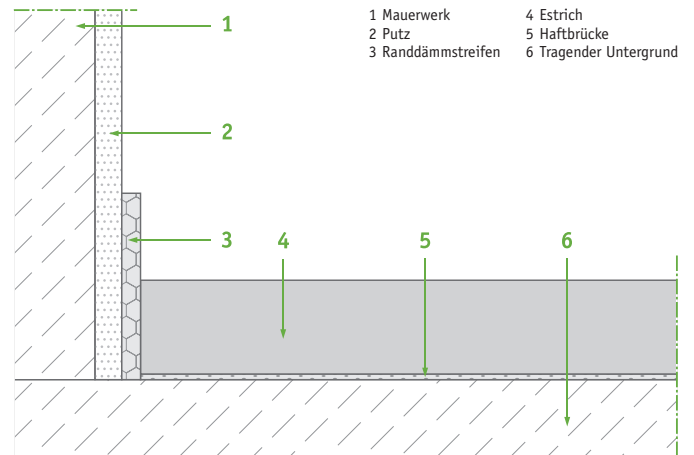 1 Mauerwerk
2 Putz
3 Randdämmstreifen
4 Estrich
5 Haftbrücke
6 Tragender Untergrund
1
2
3
4
5
6